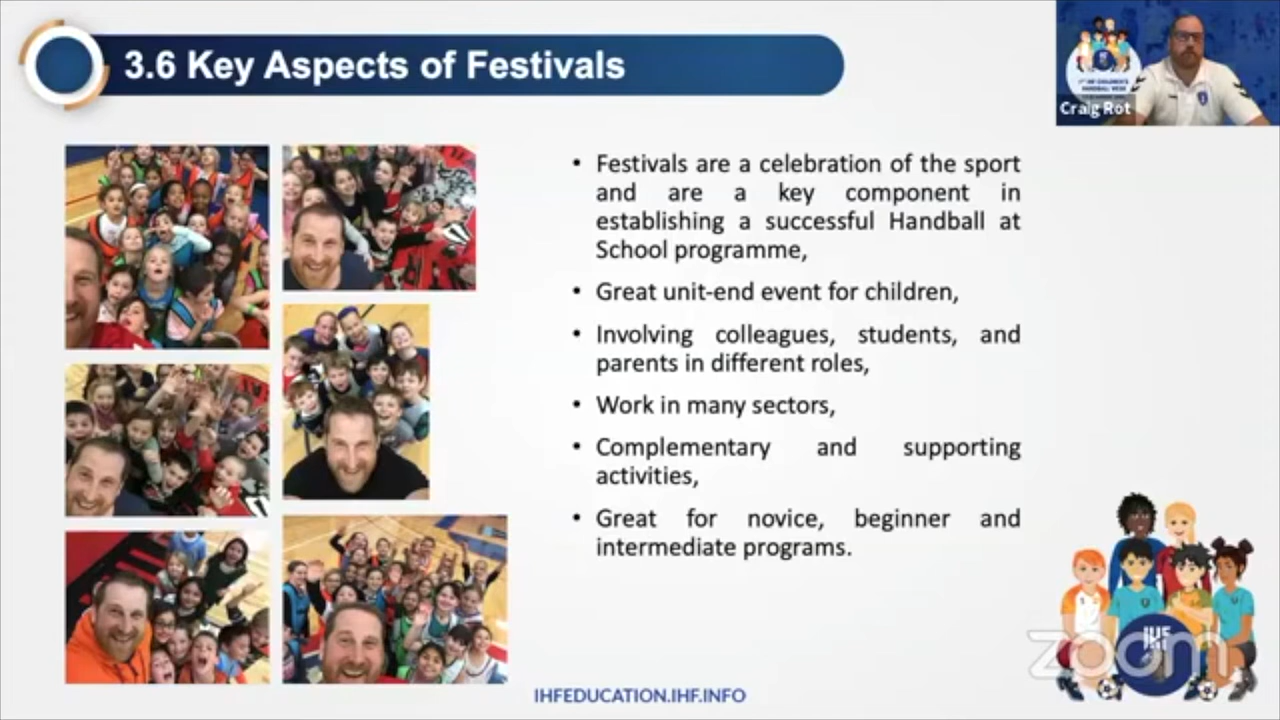 3.6 Key Aspects of Festivals
Craig Rot
• Festivals are a celebration of the sport
and are a key component in
establishing a successful Handball at
School programme,
• Great unit-end event for children,
• Involving colleagues, students, and
parents in different roles,
• Work in many sectors,
• Complementary and supporting
activities,
• Great for novice, beginner and
intermediate programs.
IHF
zoom
IHFEDUCATION.IHF.INFO